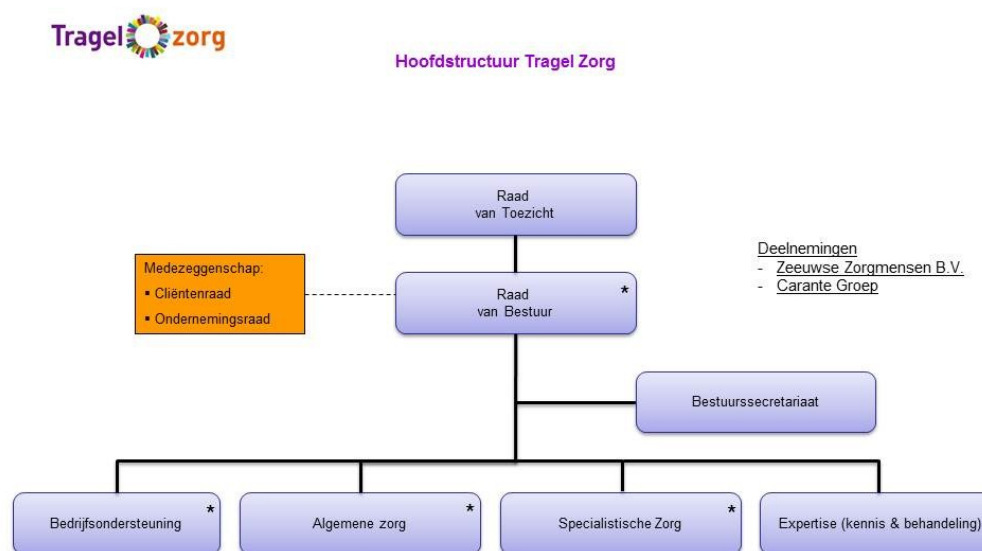 Tragel zorg
Hoofdstructuur Tragel Zorg
Raad
van Toezicht
Medezeggenschap:
▪ Cliëntenraad
▪ Ondernemingsraad
Raad
van Bestuur
*
Deelnemingen
- Zeeuwse Zorgmensen B.V.
- Carante Groep
Bestuurssecretariaat
Bedrijfsondersteuning *
Algemene zorg *
Specialistische Zorg *
Expertise (kennis & behandeling)